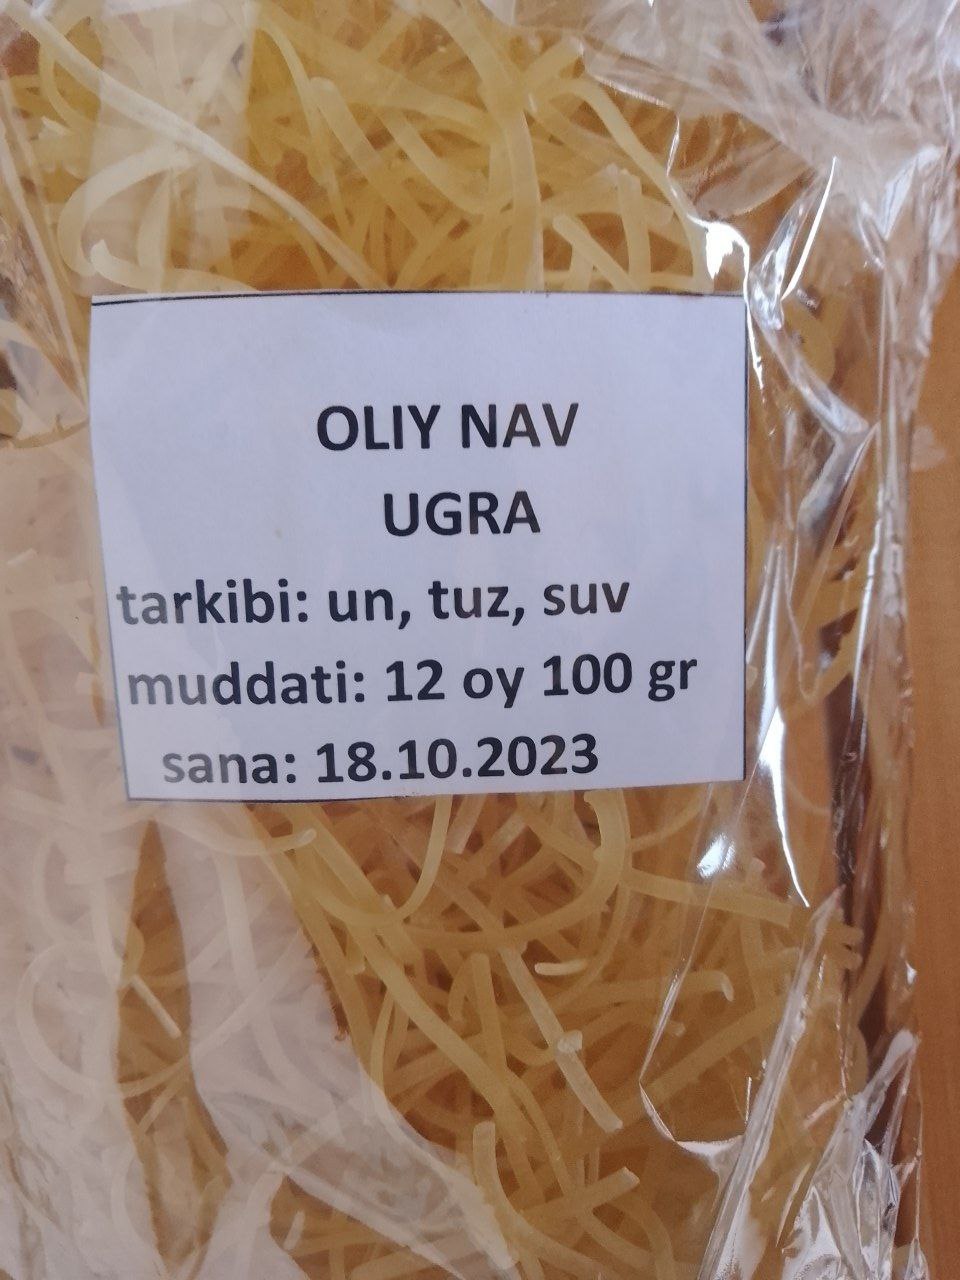 OLIY NAV
UGRA
tarkibi: un, tuz, suv
muddati: 12 oy 100 gr
sana: 18.10.2023